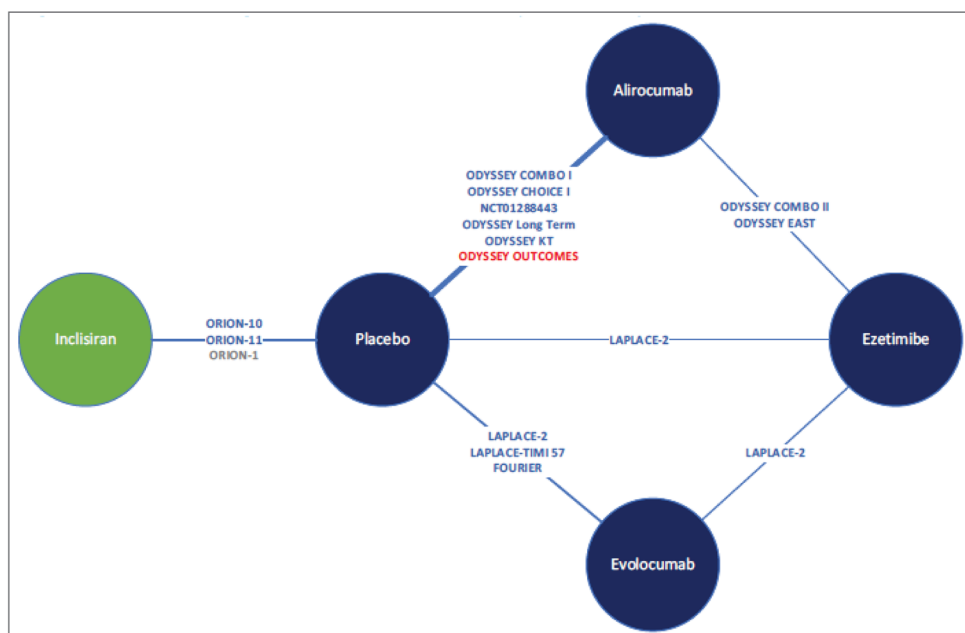 Alirocumab
ODYSSEY COMBO I
ODYSSEY CHOICE I
NCT01288443
ODYSSEY Long Term
ODYSSEY KT
ODYSSEY OUTCOMES
ODYSSEY COMBO II
ODYSSEY EAST
Inclisiran
ORION-10
ORION-11
ORION-1
Placebo
LAPLACE-2
Ezetimibe
LAPLACE-2
LAPLACE-TIMI 57
FOURIER
LAPLACE-2
Evolocumab